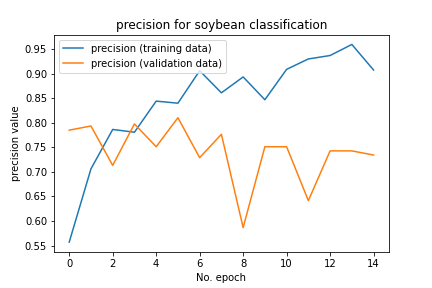 precision for soybean classification
precision (training data)
precision (validation data)
precision value
0.95
0.90
0.85
0.80
0.75
0.70
0.65
0.60
0.55
0 2 4 6 8 10 12 14
No. epoch